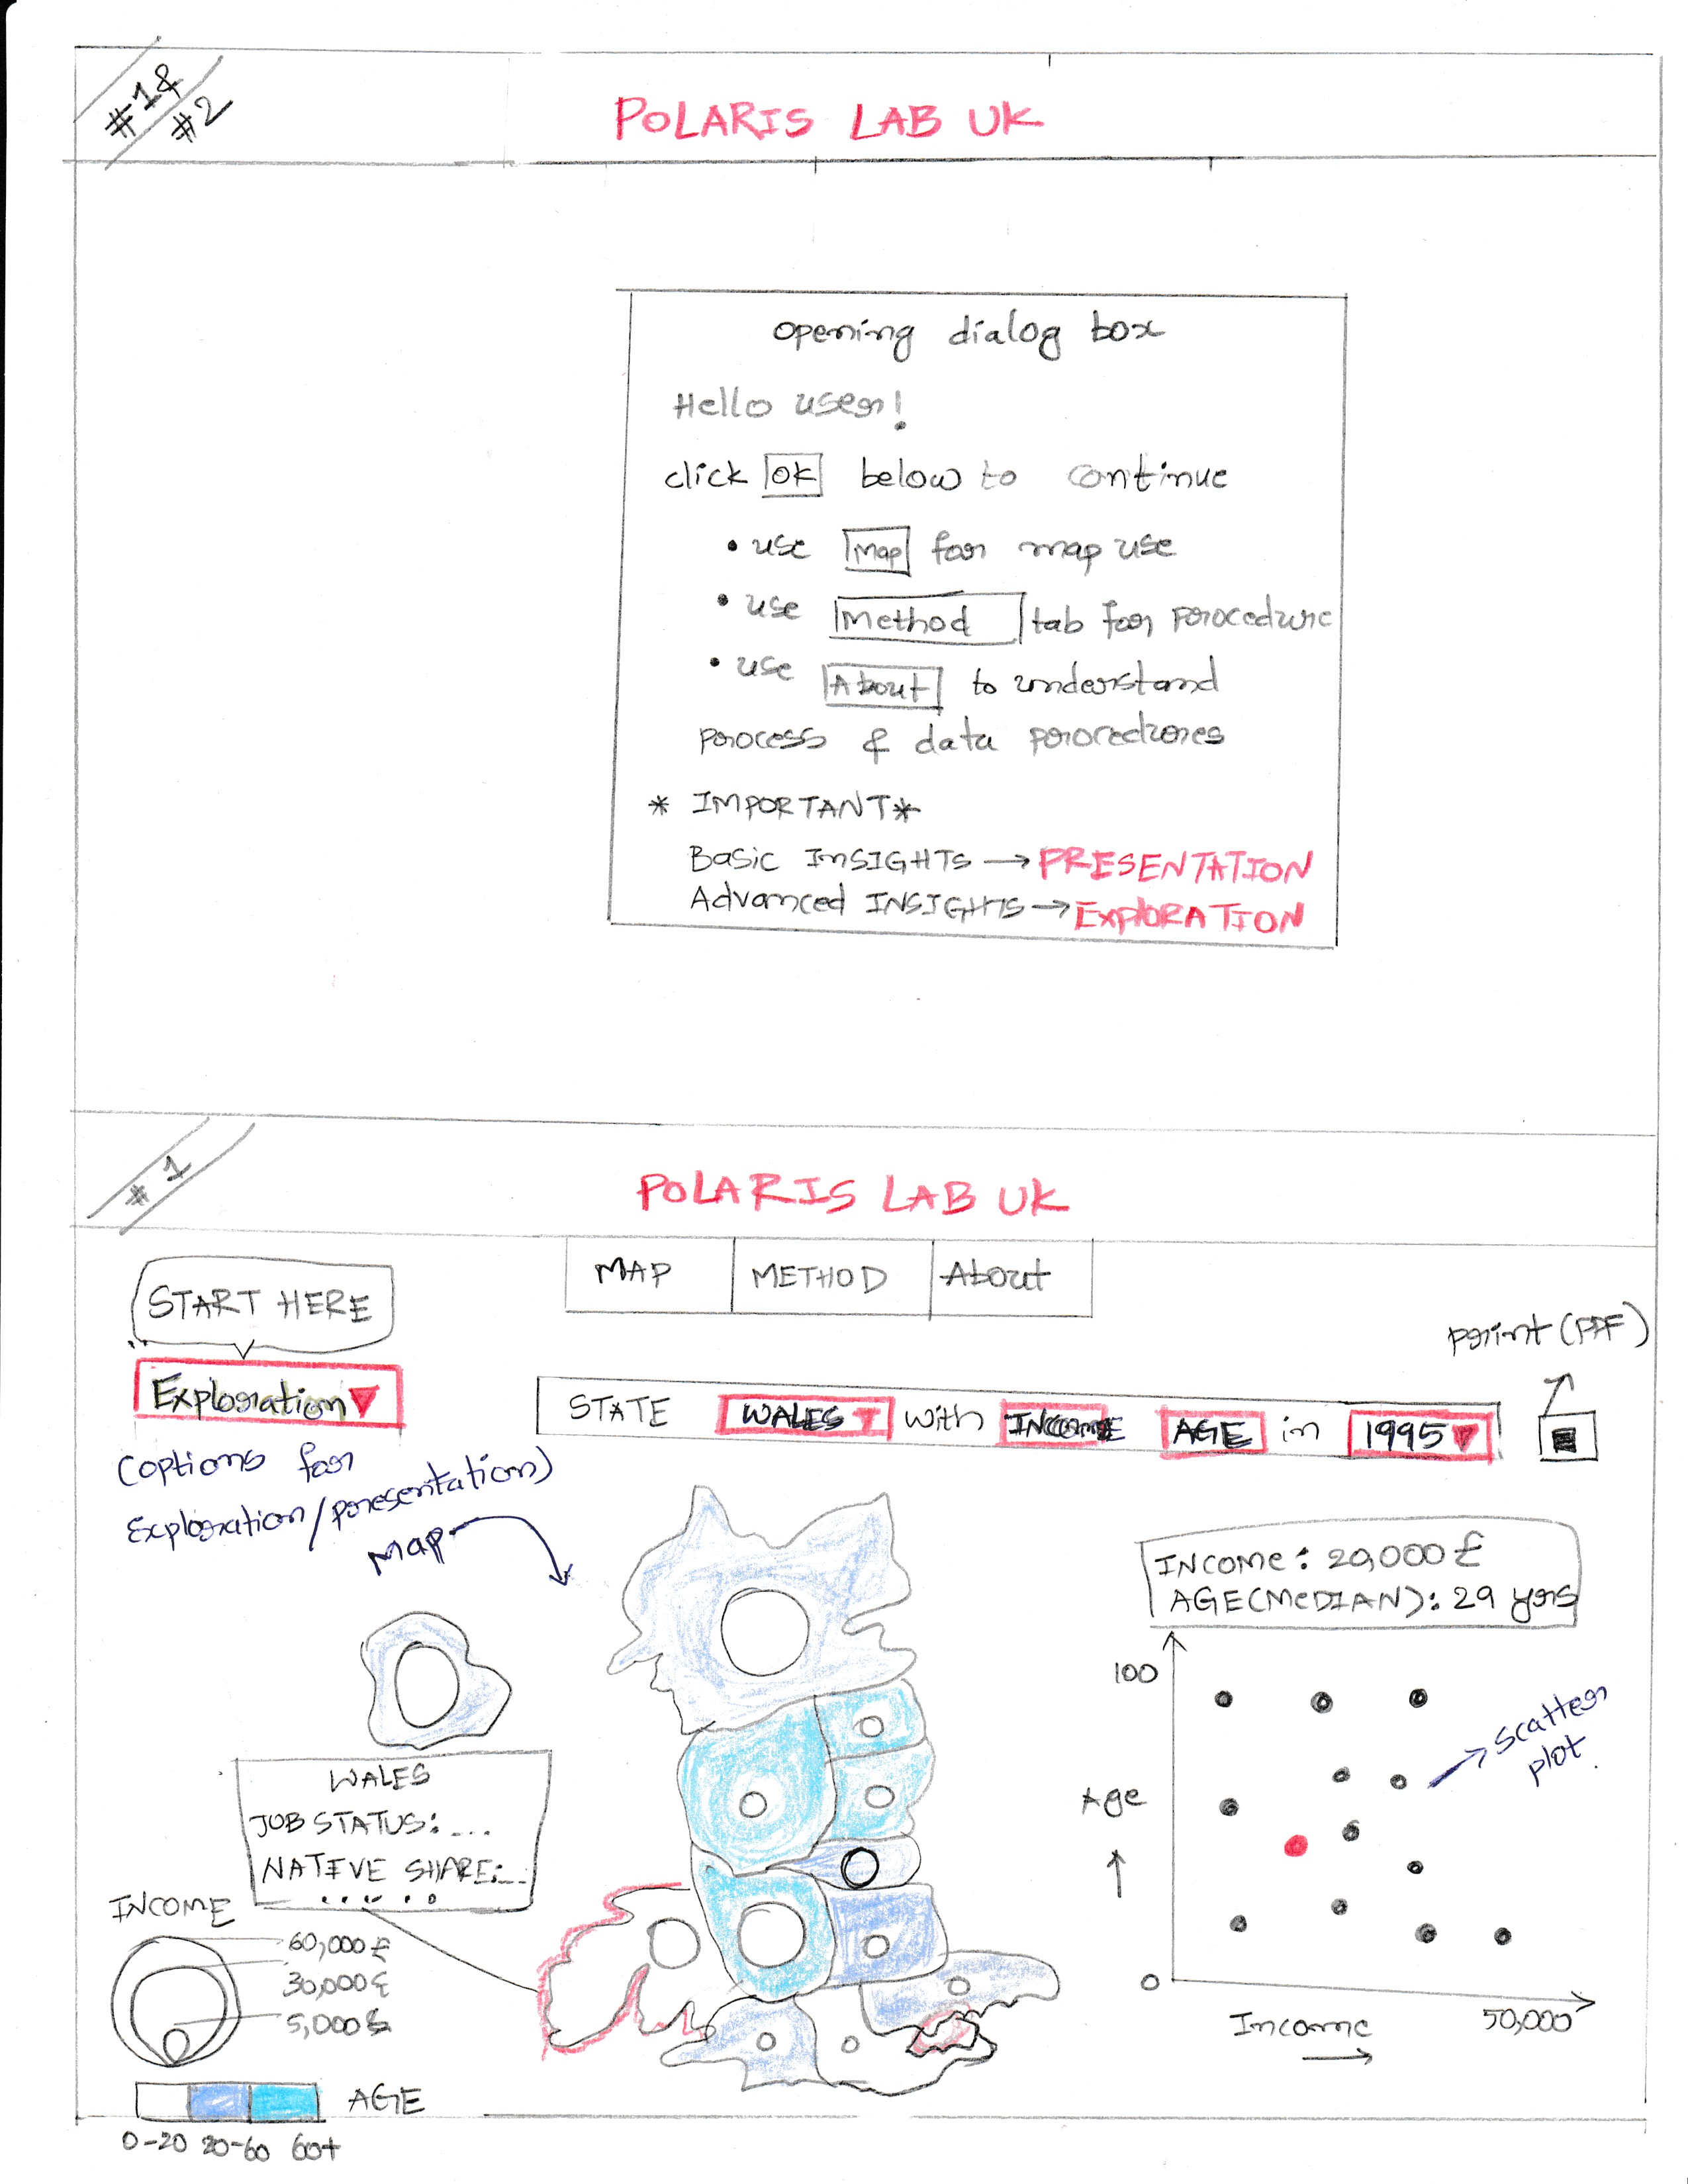 #1 &
#2
POLARIS LAB UK
opening dialog box
Hello user!
click OK below to continue
• use Map for map use
• use Method tab for procedure
• use About to understand
process & data procedures
* IMPORTANT *
Basic INSIGHTS → PRESENTATION
Advanced INSIGHTS → EXPLORATION
# 1
POLARIS LAB UK
MAP METHOD About
START HERE
print (PDF)
Exploration ▼
STATE WALES ▼ with INCOME AGE in 1995 ▼
(options for
Exploration/presentation)
Map
INCOME: 20,000 £
AGE (MEDIAN): 29 yrs
100
scatter
plot.
Age
0
Income
50,000
WALES
JOB STATUS: ...
NATIVE SHARE: ...
.....
INCOME
60,000 £
30,000 £
5,000 £
AGE
0-20 20-60 60+